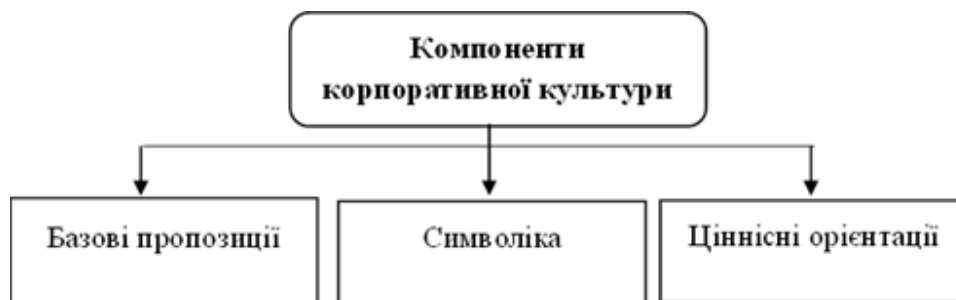 Компоненти
корпоративної культури
Базові пропозиції
Символіка
Ціннісні орієнтації